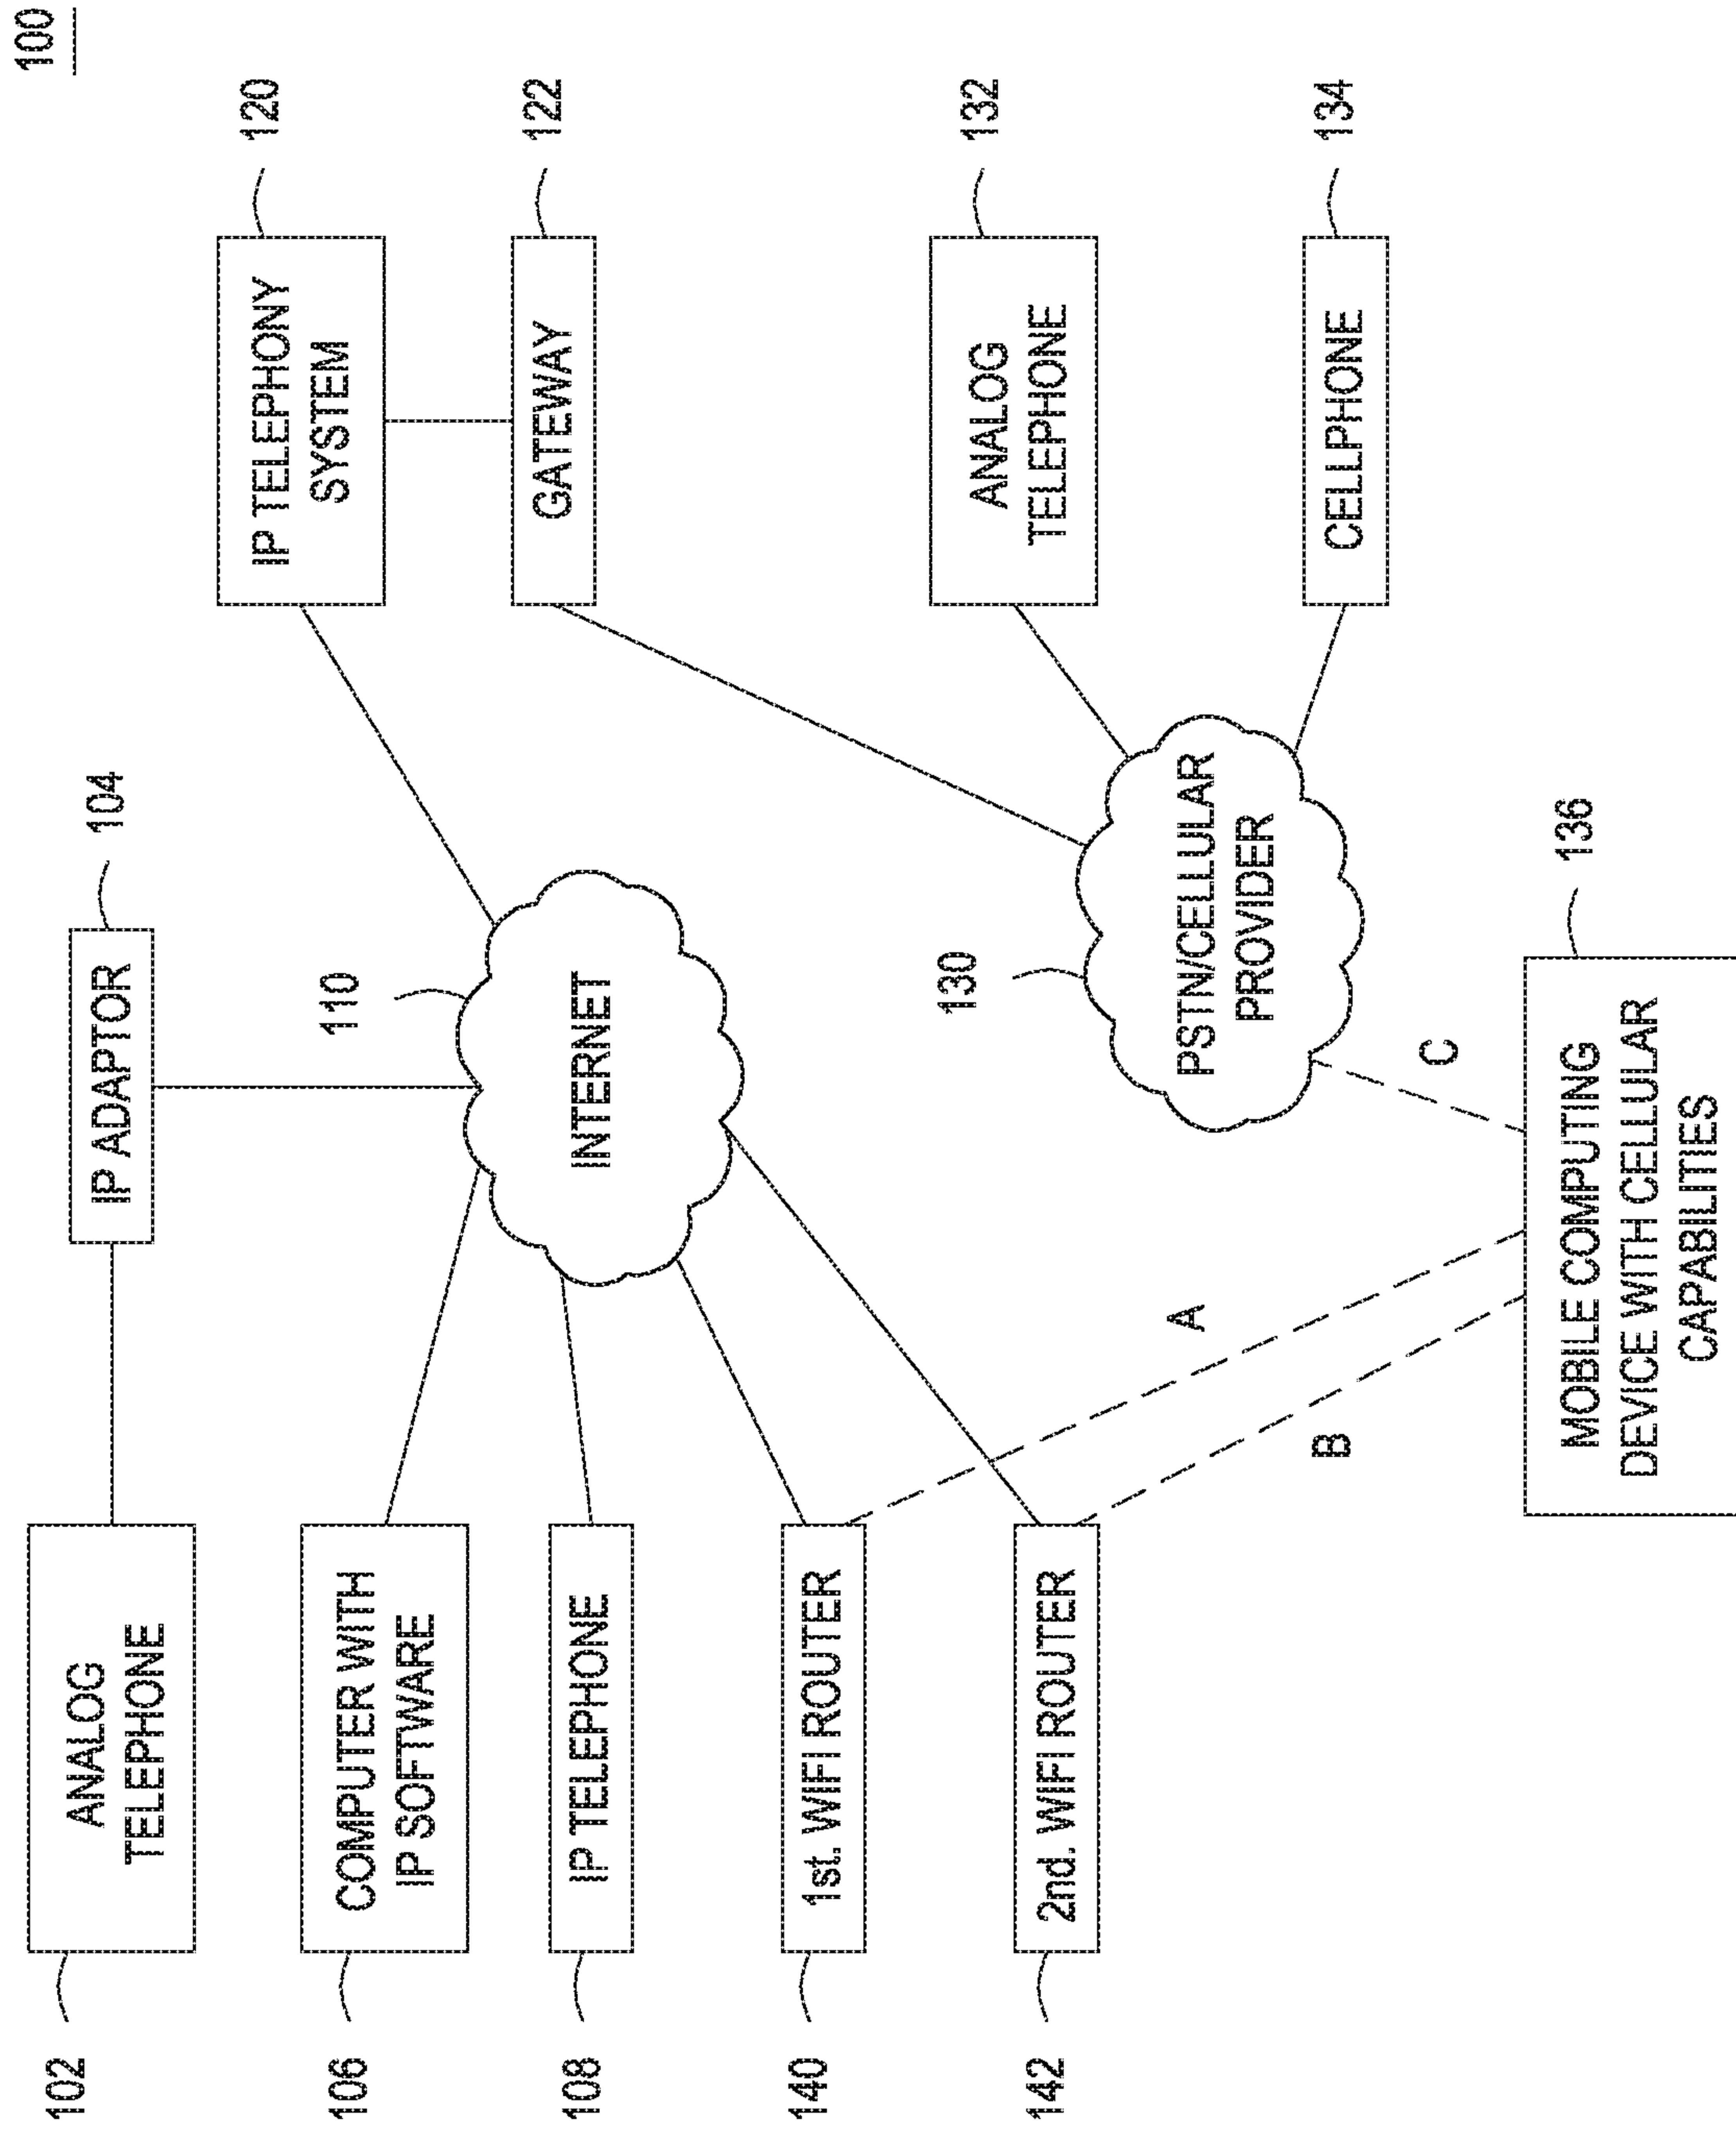 100
102
ANALOG
TELEPHONE
IP ADAPTOR
104
IP TELEPHONY
SYSTEM
120
106
COMPUTER WITH
IP SOFTWARE
110
INTERNET
GATEWAY
122
108
IP TELEPHONE
140
1st. WIFI ROUTER
142
2nd. WIFI ROUTER
130
PSTN/CELLULAR
PROVIDER
ANALOG
TELEPHONE
132
CELLPHONE
134
A
B
C
MOBILE COMPUTING
DEVICE WITH CELLULAR
CAPABILITIES
136